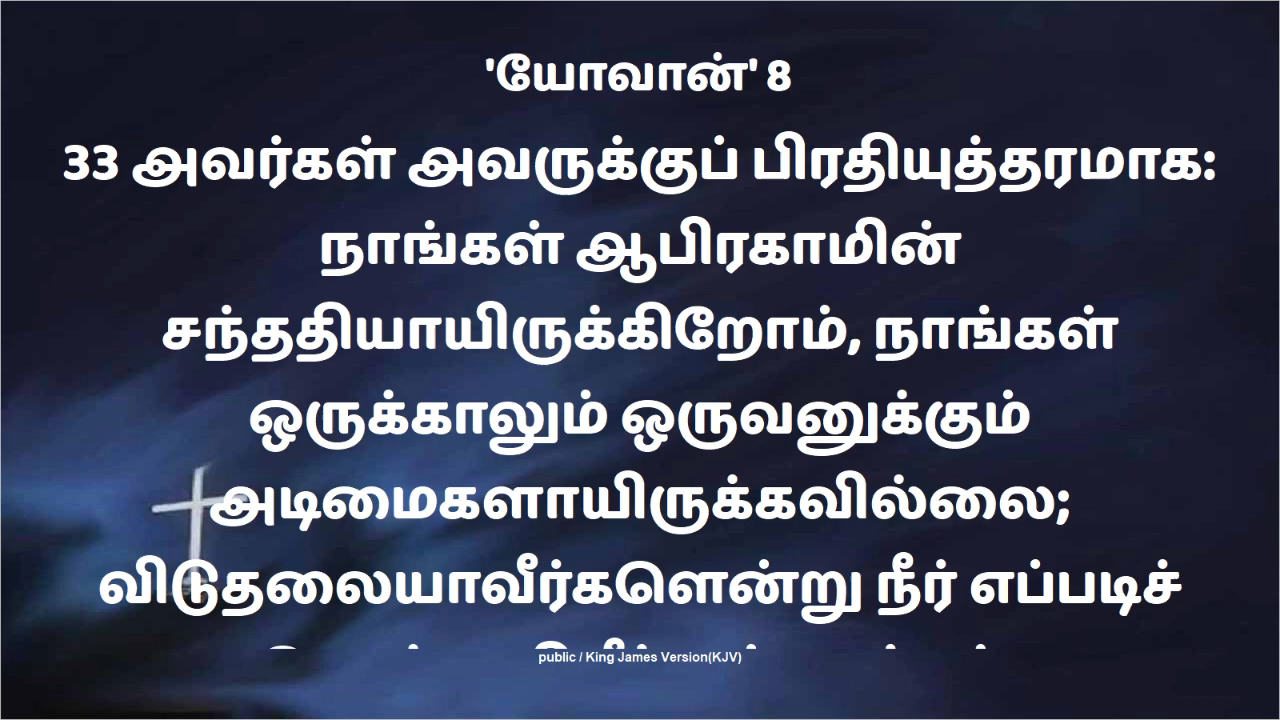 'யோவான்' 8
33 அவர்கள் அவருக்குப் பிரதியுத்தரமாக:
நாங்கள் ஆபிரகாமின்
சந்ததியாயிருக்கிறோம், நாங்கள்
ஒருக்காலும் ஒருவனுக்கும்
அடிமைகளாயிருக்கவில்லை;
விடுதலையாவீர்களென்று நீர் எப்படிச்
public / King James Version(KJV)